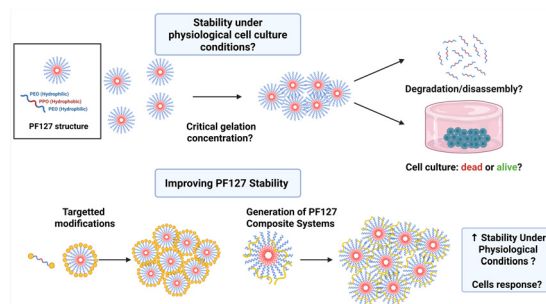 Stability under
physiological cell culture
conditions?
PEO (Hydrophilic)
PPO (Hydrophobic)
PEO (Hydrophilic)
PF127 structure
Critical gelation
concentration?
Degradation/disassembly?
Cell culture: dead or alive?
Improving PF127 Stability
Targetted
modifications
Generation of PF127
Composite Systems
↑ Stability Under
Physiological
Conditions ?
Cells response?